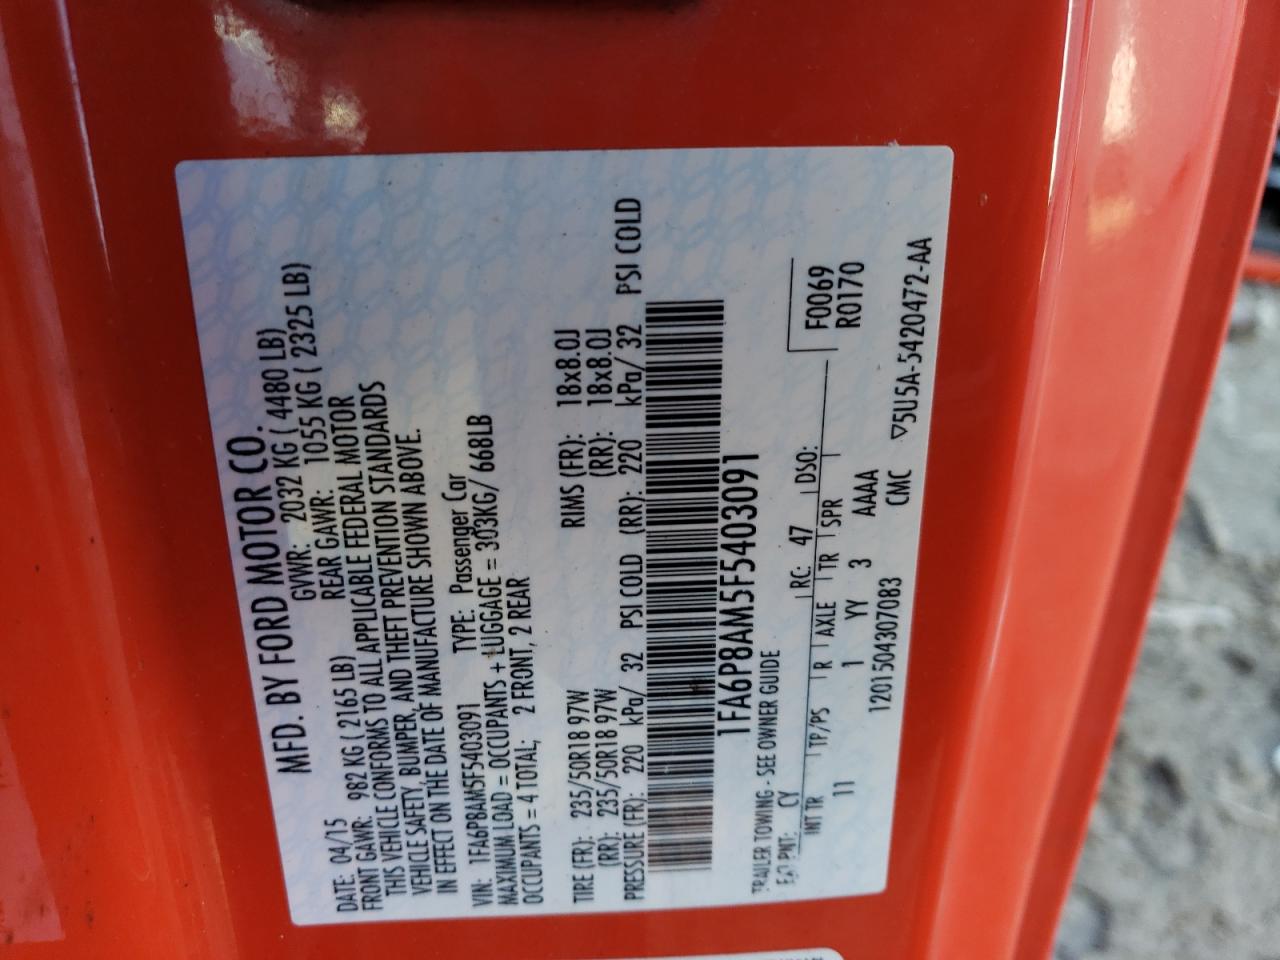 MFD. BY FORD MOTOR CO.
DATE: 04/15 GVWR: 2032 KG ( 4480 LB)
FRONT GAWR: 982 KG ( 2165 LB) REAR GAWR: 1055 KG ( 2325 LB)
THIS VEHICLE CONFORMS TO ALL APPLICABLE FEDERAL MOTOR
VEHICLE SAFETY, BUMPER, AND THEFT PREVENTION STANDARDS
IN EFFECT ON THE DATE OF MANUFACTURE SHOWN ABOVE.
VIN: 1FA6P8AM5F5403091 TYPE: Passenger Car
MAXIMUM LOAD = OCCUPANTS + LUGGAGE = 303KG/ 668LB
OCCUPANTS = 4 TOTAL; 2 FRONT, 2 REAR
TIRE (FR): 235/50R18 97W RIMS (FR): 18x8.0J
(RR): 235/50R18 97W (RR): 18x8.0J
PRESSURE (FR): 220 kPa/ 32 PSI COLD (RR): 220 kPa/ 32 PSI COLD
1FA6P8AM5F5403091
TRAILER TOWING - SEE OWNER GUIDE
F0069
EXT PNT: CY RC: 47 DSO: R0170
INT TR TP/PS R AXLE TR SPR
11 1 YY 3 AAAA
1201504307083 CMC ▽5U5A-5420472-AA